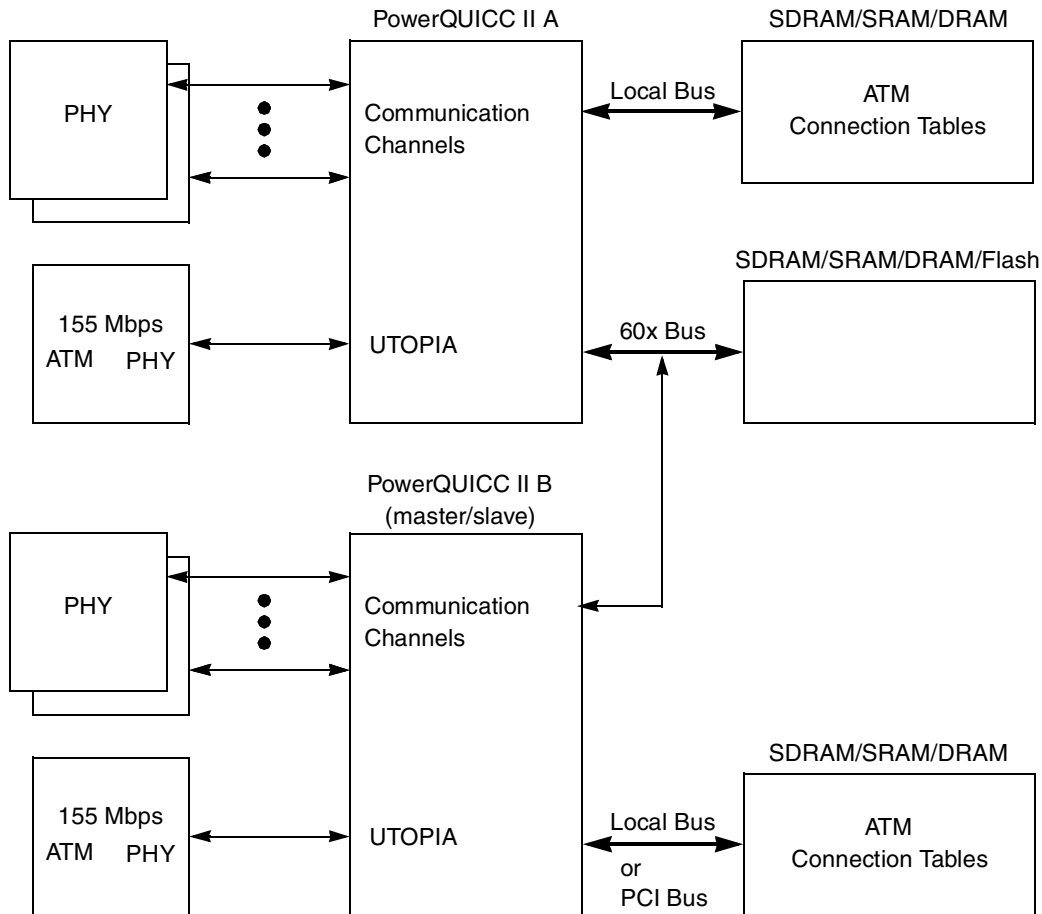 PowerQUICC II A
SDRAM/SRAM/DRAM
PHY
Communication
Channels
Local Bus
ATM
Connection Tables
SDRAM/SRAM/DRAM/Flash
155 Mbps
ATM PHY
UTOPIA
60x Bus
PowerQUICC II B
(master/slave)
PHY
Communication
Channels
SDRAM/SRAM/DRAM
155 Mbps
ATM PHY
UTOPIA
Local Bus
or
PCI Bus
ATM
Connection Tables